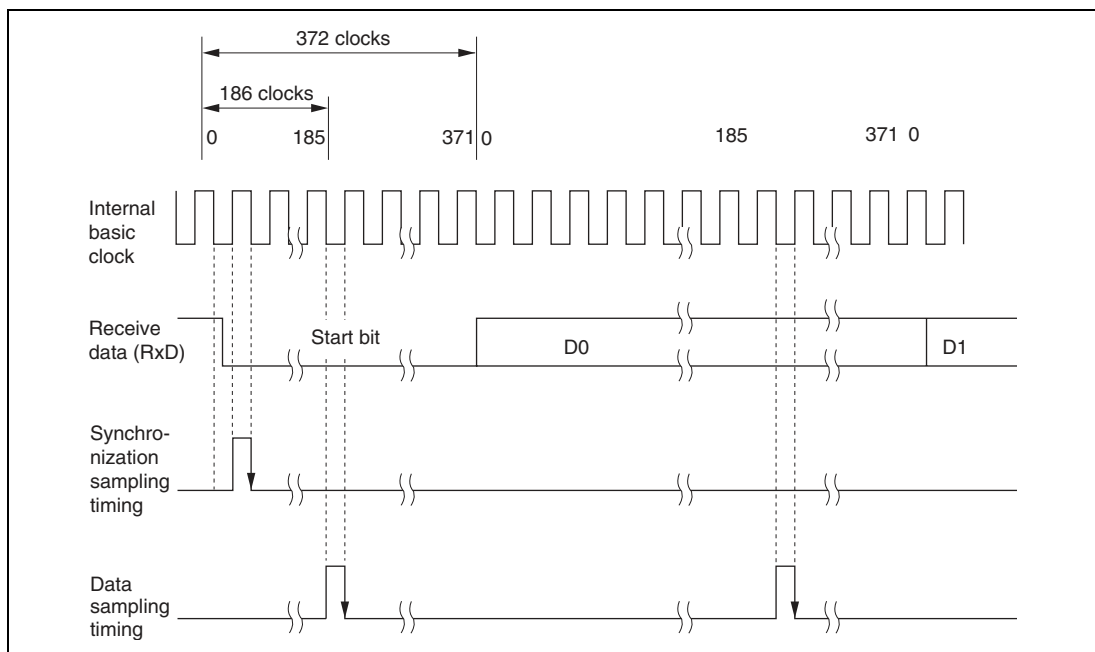 372 clocks
186 clocks
0 185 371 0 185 371 0
Internal
basic
clock
Receive
data (RxD)
Start bit D0 D1
Synchro-
nization
sampling
timing
Data
sampling
timing